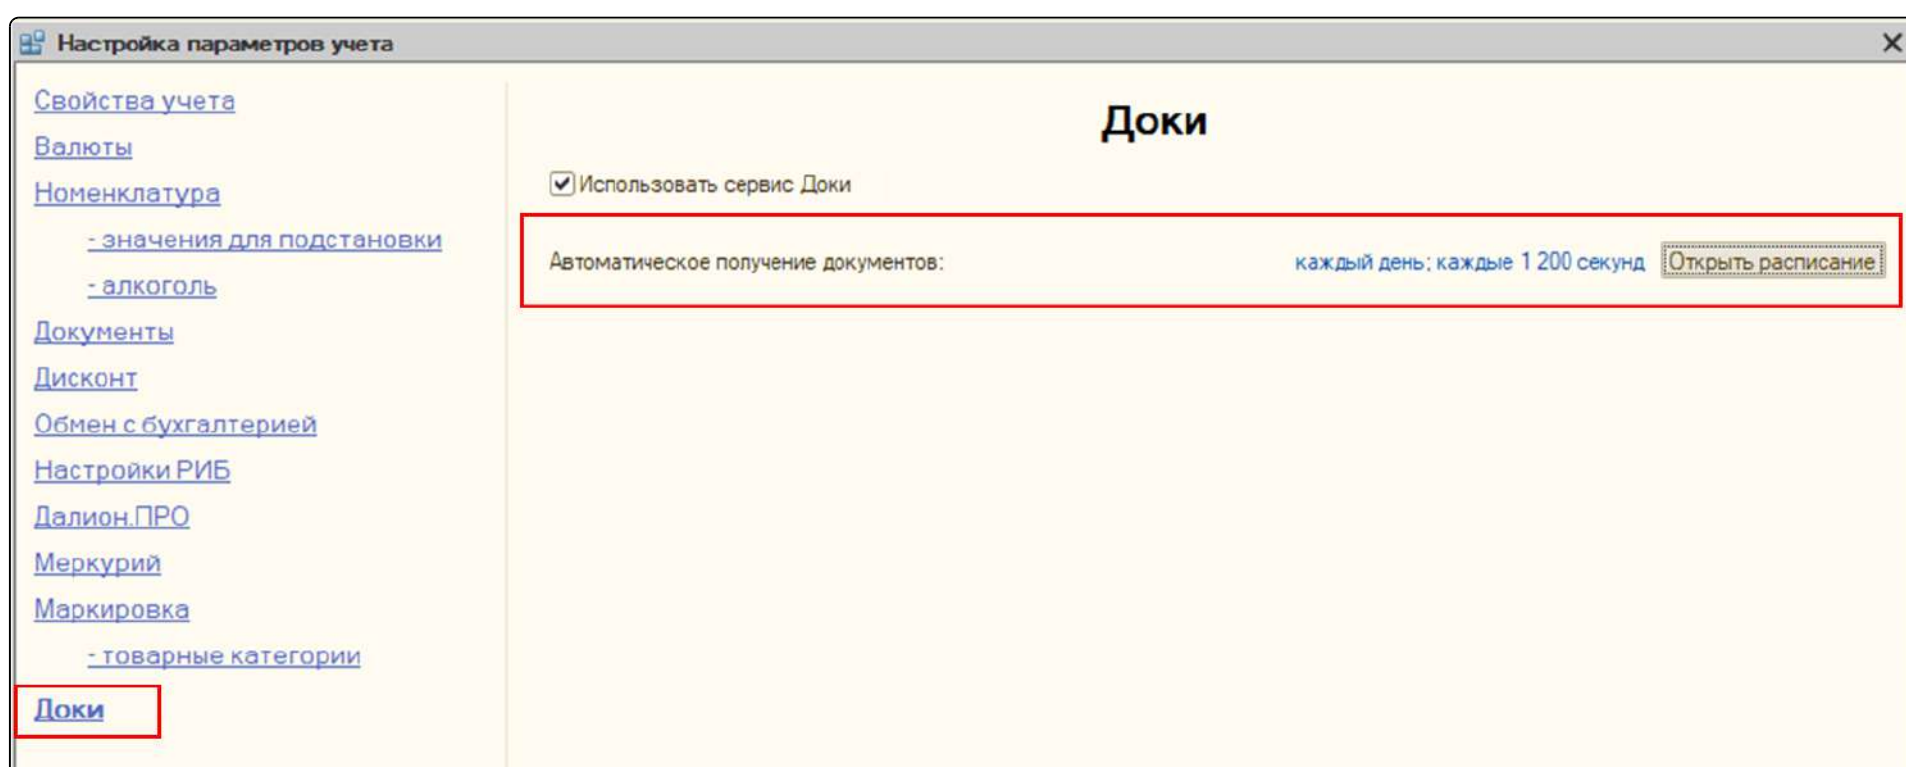 Настройка параметров учета
Свойства учета
Валюты
Номенклатура
- значения для подстановки
- алкоголь
Документы
Дисконт
Обмен с бухгалтерией
Настройки РИБ
Далион.ПРО
Меркурий
Маркировка
- товарные категории
Доки
Доки
Использовать сервис Доки
Автоматическое получение документов: каждый день; каждые 1 200 секунд Открыть расписание